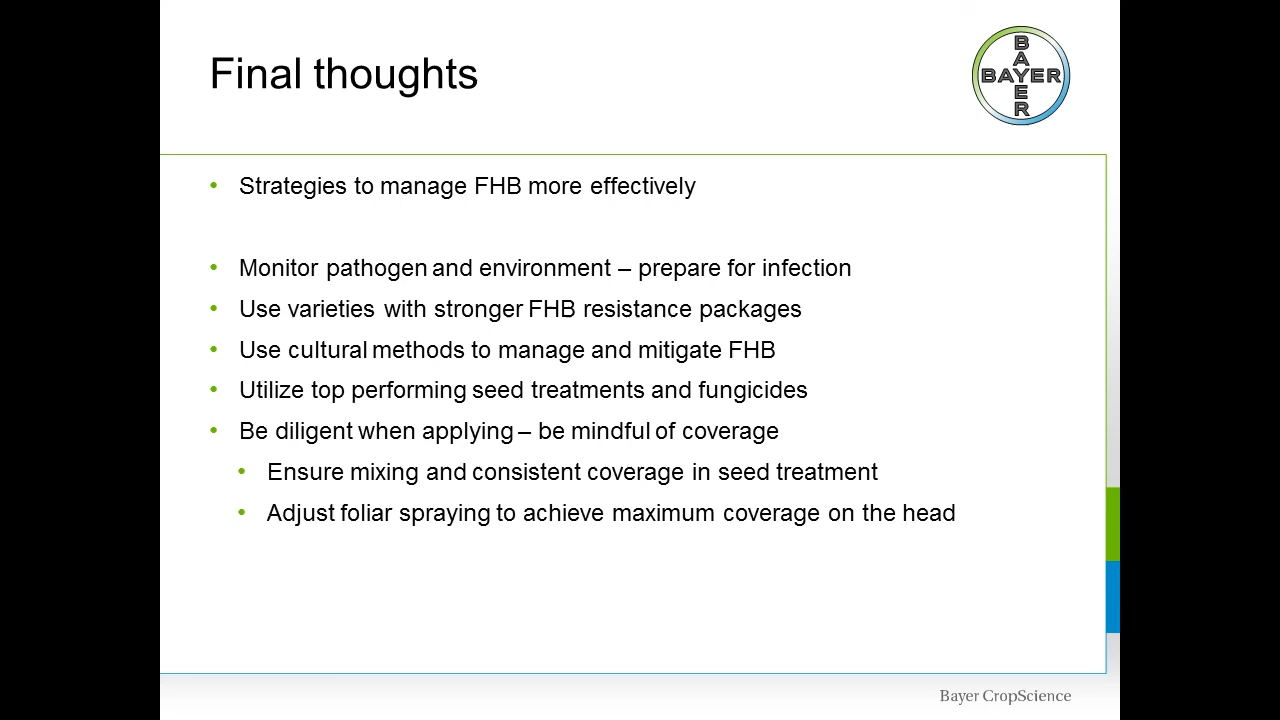 Final thoughts
BAYER
BAYER
• Strategies to manage FHB more effectively
• Monitor pathogen and environment – prepare for infection
• Use varieties with stronger FHB resistance packages
• Use cultural methods to manage and mitigate FHB
• Utilize top performing seed treatments and fungicides
• Be diligent when applying – be mindful of coverage
• Ensure mixing and consistent coverage in seed treatment
• Adjust foliar spraying to achieve maximum coverage on the head
Bayer CropScience